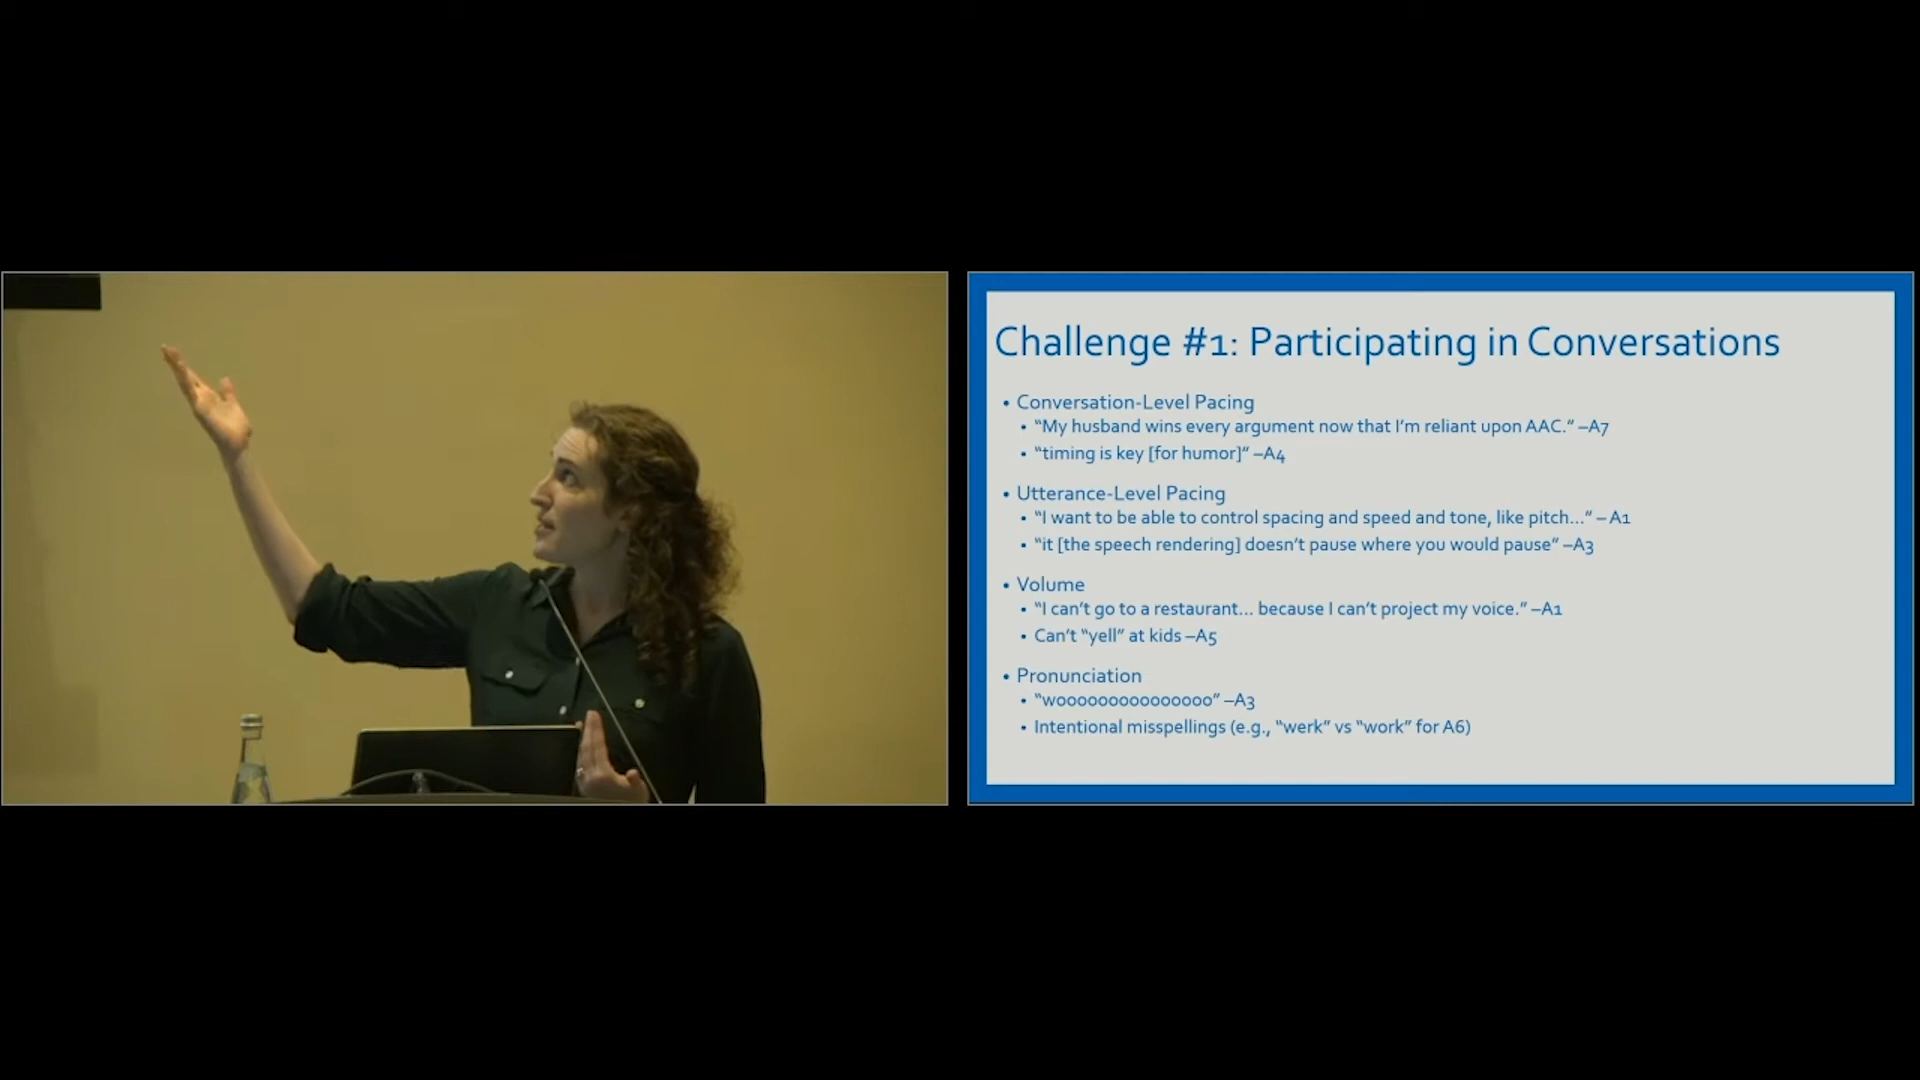 Challenge #1: Participating in Conversations
• Conversation-Level Pacing
• “My husband wins every argument now that I’m reliant upon AAC.” –A7
• “timing is key [for humor]” –A4
• Utterance-Level Pacing
• “I want to be able to control spacing and speed and tone, like pitch…” – A1
• “it [the speech rendering] doesn’t pause where you would pause” –A3
• Volume
• “I can’t go to a restaurant… because I can’t project my voice.” –A1
• Can’t “yell” at kids –A5
• Pronunciation
• “wooooooooooooooo” –A3
• Intentional misspellings (e.g., “werk” vs “work” for A6)